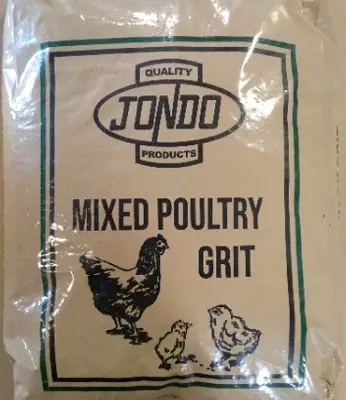 QUALITY
JONDO
PRODUCTS
MIXED POULTRY
GRIT